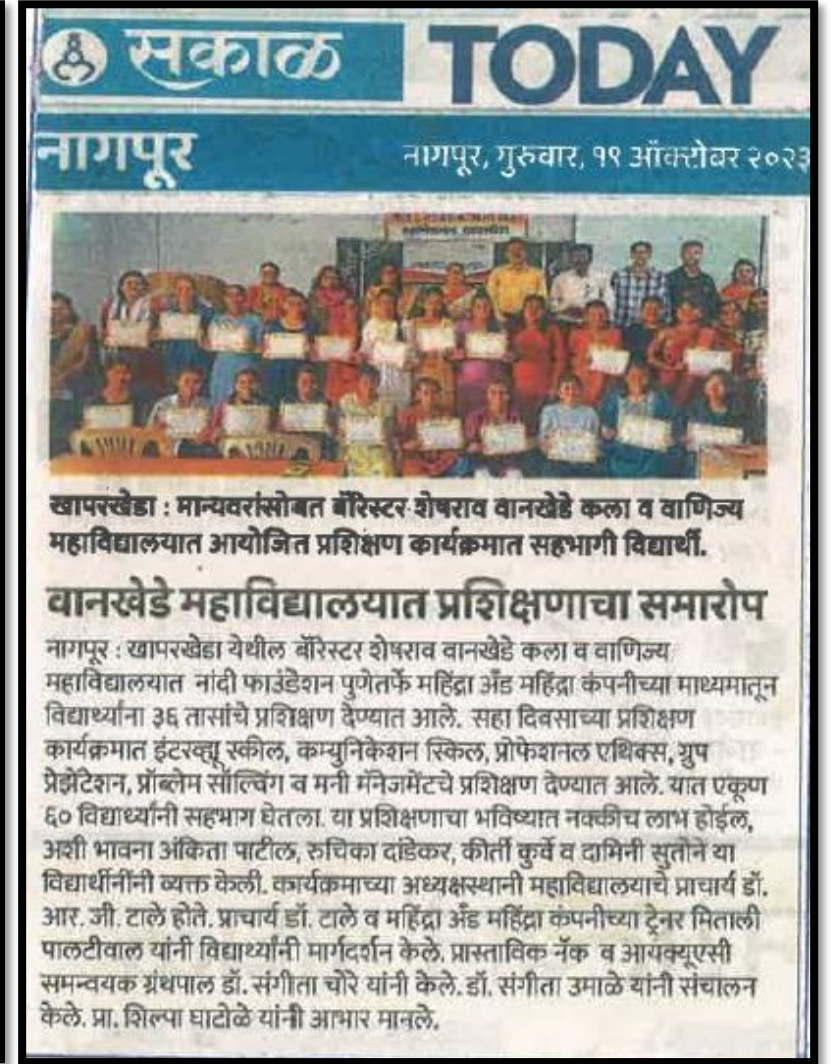 सकाळ TODAY
नागपूर
नागपूर, गुरुवार, १९ ऑक्टोबर २०२३
खापरखेडा : मान्यवरांसोबत बॅरिस्टर शेषराव वानखेडे कला व वाणिज्य
महाविद्यालयात आयोजित प्रशिक्षण कार्यक्रमात सहभागी विद्यार्थी.
वानखेडे महाविद्यालयात प्रशिक्षणाचा समारोप
नागपूर : खापरखेडा येथील बॅरिस्टर शेषराव वानखेडे कला व वाणिज्य
महाविद्यालयात नांदी फाउंडेशन पुणेतर्फे महिंद्रा अँड महिंद्रा कंपनीच्या माध्यमातून
विद्यार्थ्यांना ३६ तासांचे प्रशिक्षण देण्यात आले. सहा दिवसाच्या प्रशिक्षण
कार्यक्रमात इंटरव्ह्यू स्कील, कम्युनिकेशन स्किल, प्रोफेशनल एथिक्स, ग्रुप
प्रेझेंटेशन, प्रॉब्लेम सॉल्विंग व मनी मॅनेजमेंटचे प्रशिक्षण देण्यात आले. यात एकूण
६० विद्यार्थ्यांनी सहभाग घेतला. या प्रशिक्षणाचा भविष्यात नक्कीच लाभ होईल,
अशी भावना अंकिता पाटील, रुचिका दांडेकर, कीर्ती कुर्वे व दामिनी सुतोने या
विद्यार्थीनींनी व्यक्त केली. कार्यक्रमाच्या अध्यक्षस्थानी महाविद्यालयाचे प्राचार्य डॉ.
आर. जी. टाले होते. प्राचार्य डॉ. टाले व महिंद्रा अँड महिंद्रा कंपनीच्या ट्रेनर मिताली
पालटीवाल यांनी विद्यार्थ्यांनी मार्गदर्शन केले. प्रास्ताविक नॅक व आयक्यूएसी
समन्वयक ग्रंथपाल डॉ. संगीता चोरे यांनी केले. डॉ. संगीता उमाळे यांनी संचालन
केले. प्रा. शिल्पा घाटोळे यांनी आभार मानले.